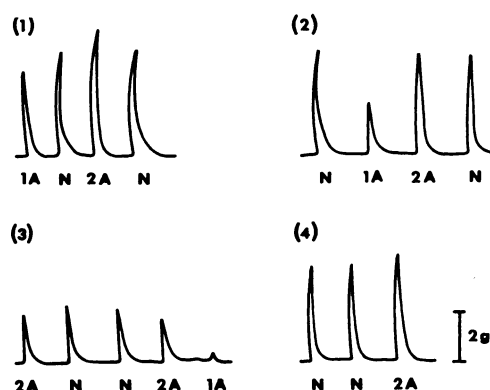 (1)
1A N 2A N
(2)
N 1A 2A N
(3)
2A N N 2A 1A
(4)
N N 2A
2g